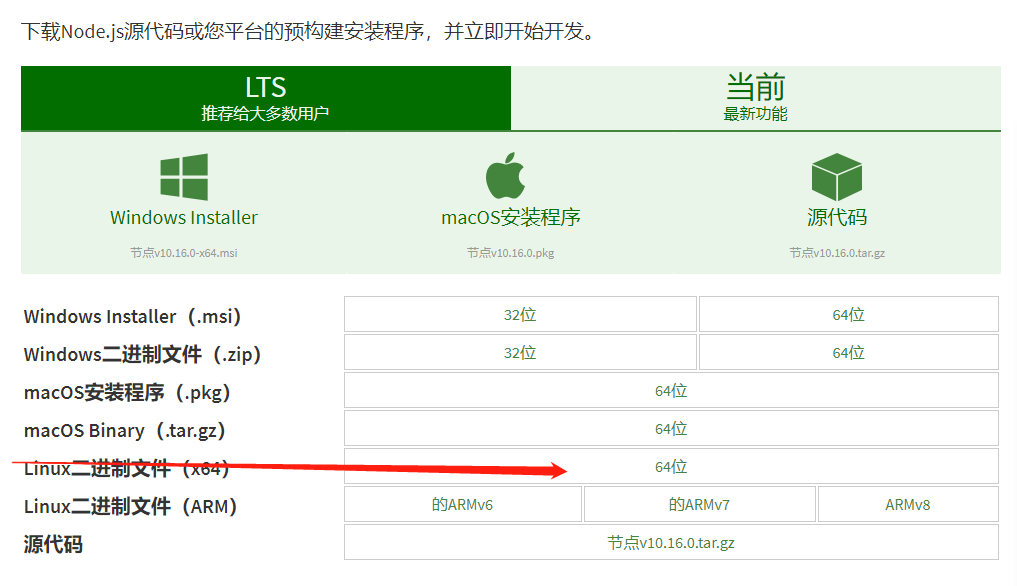 下载Node.js源代码或您平台的预构建安装程序，并立即开始开发。
LTS
推荐给大多数用户
当前
最新功能
Windows Installer
节点v10.16.0-x64.msi
macOS安装程序
节点v10.16.0.pkg
源代码
节点v10.16.0.tar.gz
Windows Installer（.msi） 32位 64位
Windows二进制文件（.zip） 32位 64位
macOS安装程序（.pkg） 64位
macOS Binary（.tar.gz） 64位
Linux二进制文件（x64） 64位
Linux二进制文件（ARM） 的ARMv6 的ARMv7 ARMv8
源代码 节点v10.16.0.tar.gz